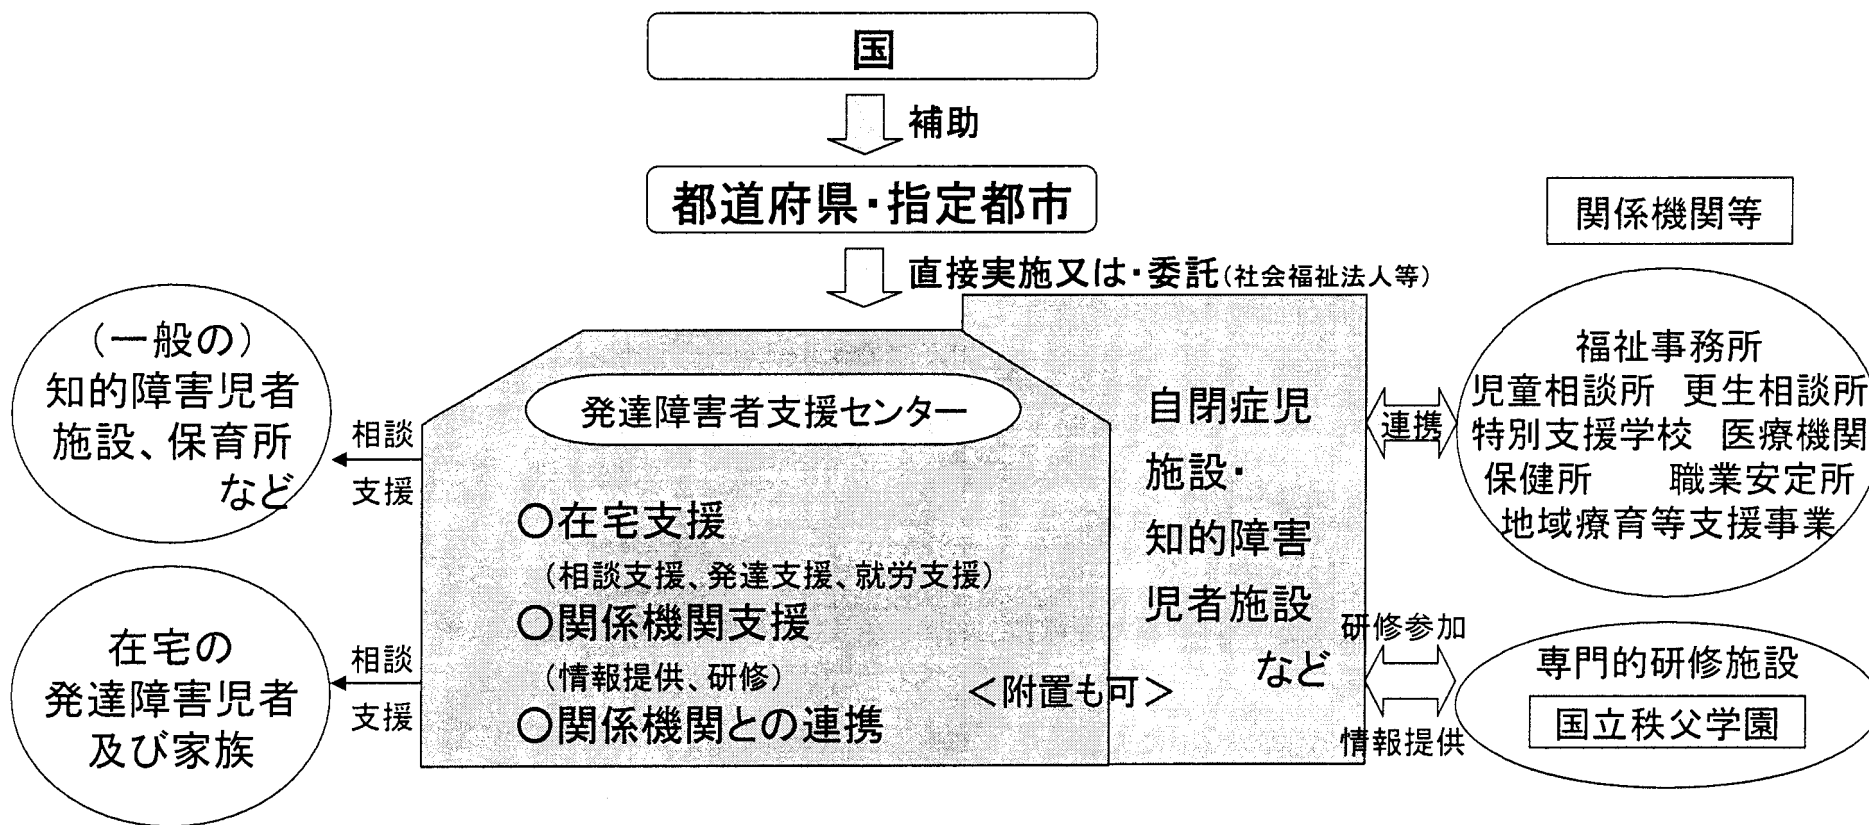 国
補助
都道府県・指定都市
直接実施又は・委託(社会福祉法人等)
関係機関等
(一般の)
知的障害児者
施設、保育所
など
相談
支援
在宅の
発達障害児者
及び家族
相談
支援
発達障害者支援センター
○在宅支援
(相談支援、発達支援、就労支援)
○関係機関支援
(情報提供、研修)
○関係機関との連携
<附置も可>
自閉症児
施設・
知的障害
児者施設
など
連携
福祉事務所
児童相談所 更生相談所
特別支援学校 医療機関
保健所 職業安定所
地域療育等支援事業
研修参加
情報提供
専門的研修施設
国立秩父学園